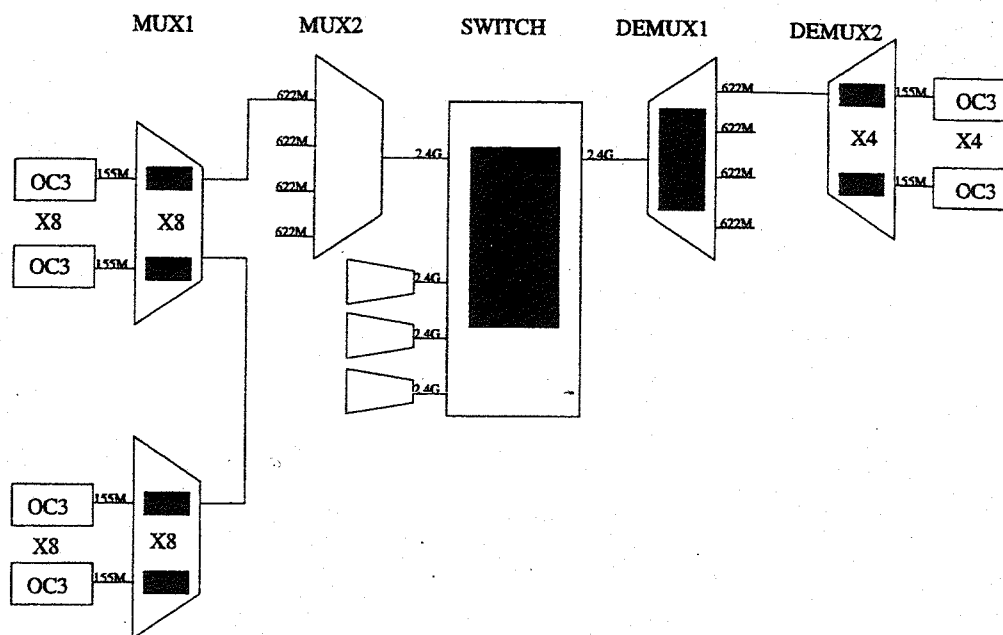 MUX1
MUX2
SWITCH
DEMUX1
DEMUX2
622M
622M
622M
622M
2.4G
2.4G
2.4G
2.4G
2.4G
622M
622M
622M
622M
155M
OC3
X4
X4
155M
OC3
OC3
155M
X8
X8
OC3
155M
OC3
155M
X8
X8
OC3
155M